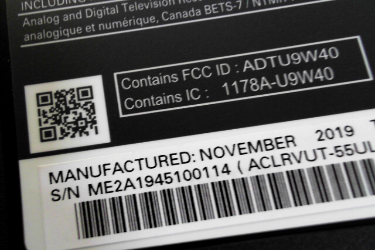 INCLUDING
Analog and Digital Television
analogique et numérique, Canada BETS-7 /
Contains FCC ID : ADTU9W40
Contains IC : 1178A-U9W40
MANUFACTURED: NOVEMBER 2019 T
S/N ME2A1945100114 ( ACLRVUT-55UL